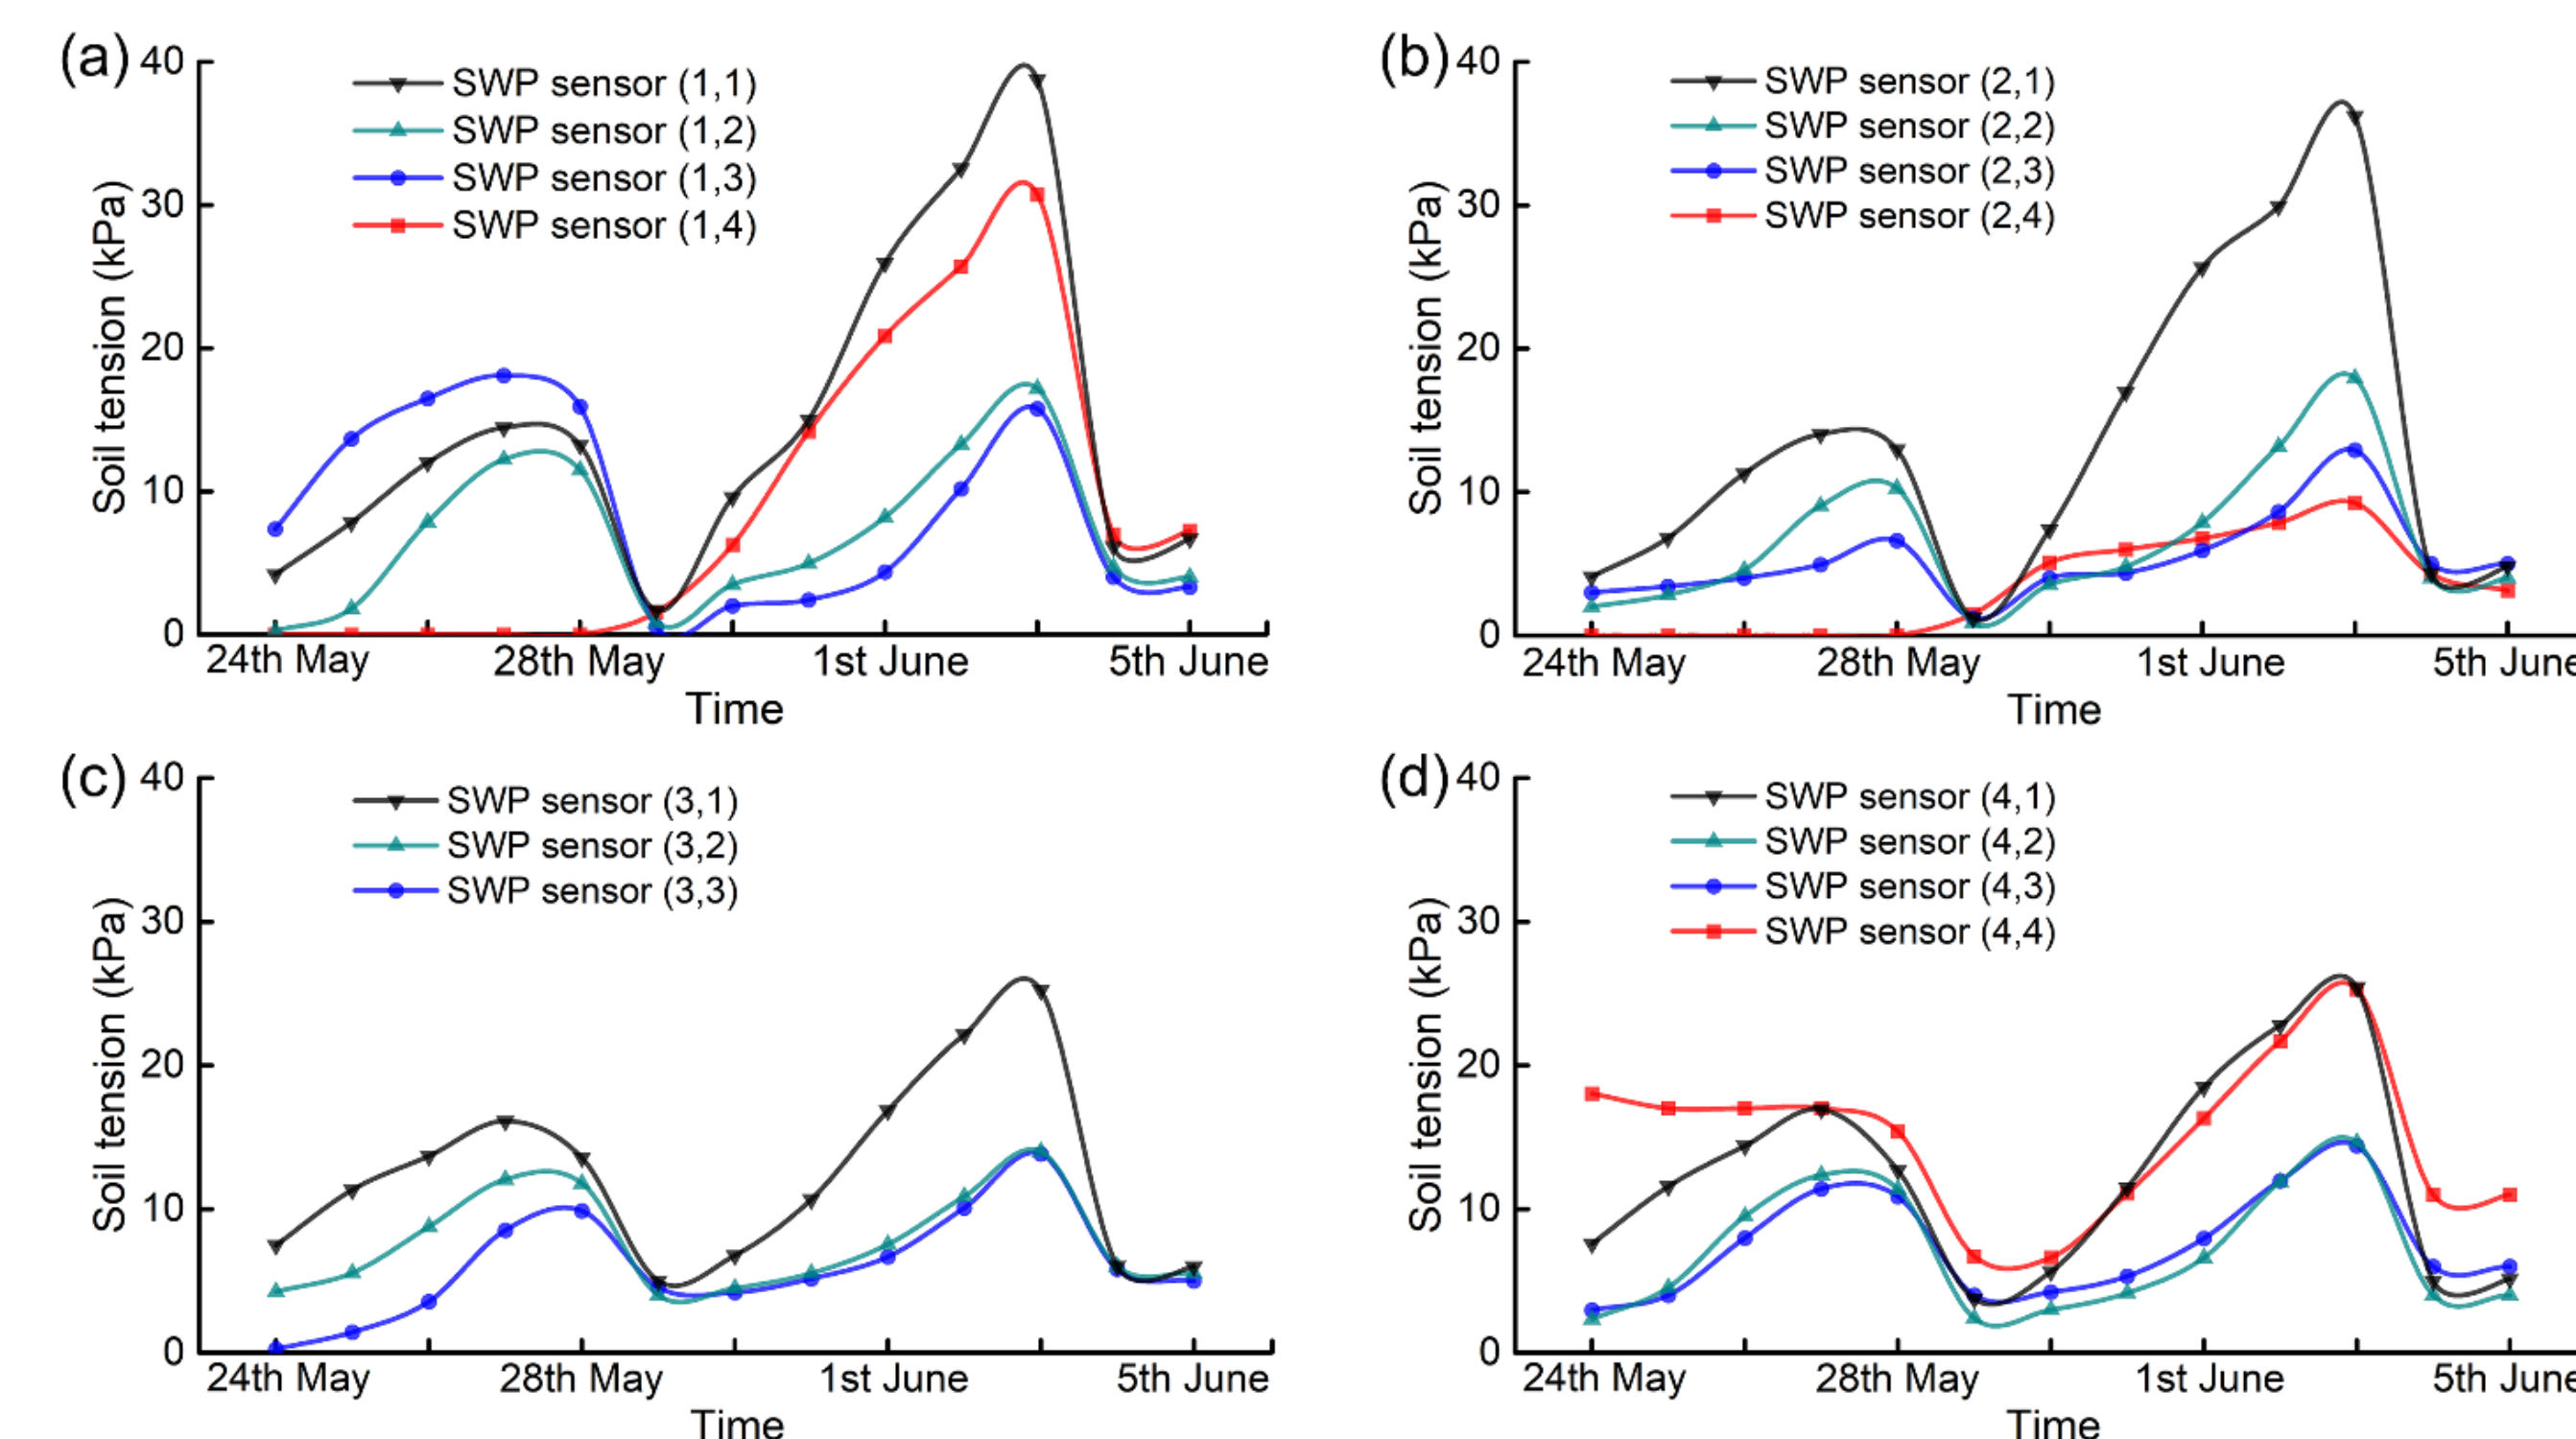 (a)
40
30
20
10
0
Soil tension (kPa)
SWP sensor (1,1)
SWP sensor (1,2)
SWP sensor (1,3)
SWP sensor (1,4)
24th May 28th May 1st June 5th June
Time
(b)
40
30
20
10
0
Soil tension (kPa)
SWP sensor (2,1)
SWP sensor (2,2)
SWP sensor (2,3)
SWP sensor (2,4)
24th May 28th May 1st June 5th June
Time
(c)
40
30
20
10
0
Soil tension (kPa)
SWP sensor (3,1)
SWP sensor (3,2)
SWP sensor (3,3)
24th May 28th May 1st June 5th June
Time
(d)
40
30
20
10
0
Soil tension (kPa)
SWP sensor (4,1)
SWP sensor (4,2)
SWP sensor (4,3)
SWP sensor (4,4)
24th May 28th May 1st June 5th June
Time